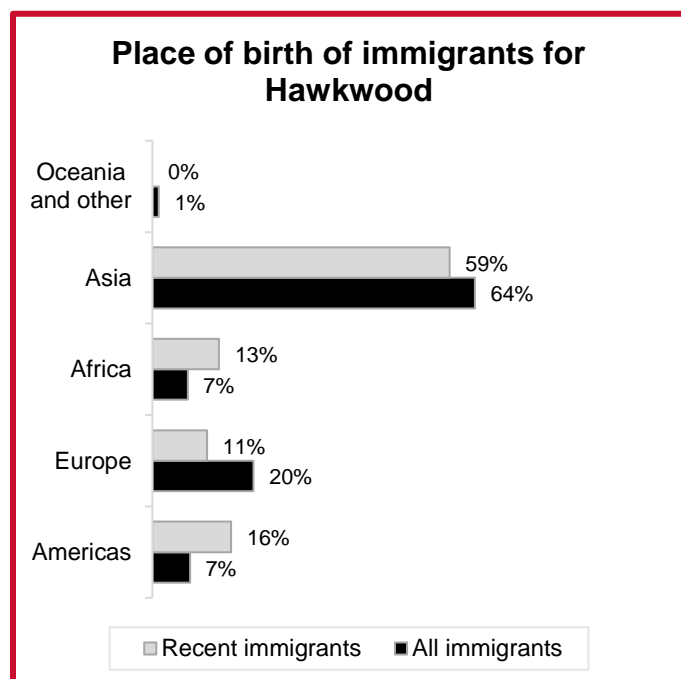 Place of birth of immigrants for
Hawkwood
Oceania
and other
0%
1%
Asia
59%
64%
Africa
13%
7%
Europe
11%
20%
Americas
16%
7%
Recent immigrants
All immigrants